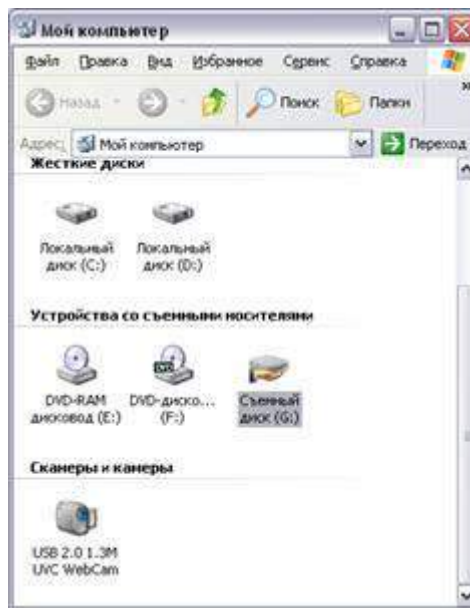 Мой компьютер
Файл Правка Вид Избранное Сервис Справка
Назад Поиск Папки »
Адрес: Мой компьютер Переход
Жесткие диски
Локальный Локальный
диск (C:) диск (D:)
Устройства со съемными носителями
DVD-RAM DVD-диско... Съемный
дисковод (E:) (F:) диск (G:)
Сканеры и камеры
USB 2.0 1.3M
UVC WebCam